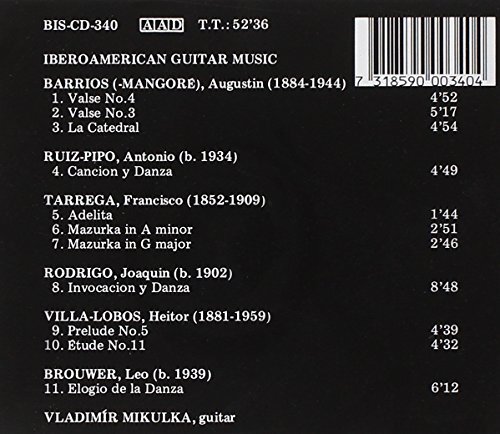 BIS-CD-340 AAD T.T.: 52'36
IBEROAMERICAN GUITAR MUSIC
BARRIOS (-MANGORÉ), Augustin (1884-1944)
7 318590 003404
1. Valse No.4 4'52
2. Valse No.3 5'17
3. La Catedral 4'54
RUIZ-PIPO, Antonio (b. 1934)
4. Cancion y Danza 4'49
TARREGA, Francisco (1852-1909)
5. Adelita 1'44
6. Mazurka in A minor 2'51
7. Mazurka in G major 2'46
RODRIGO, Joaquin (b. 1902)
8. Invocacion y Danza 8'48
VILLA-LOBOS, Heitor (1881-1959)
9. Prelude No.5 4'39
10. Étude No.11 4'32
BROUWER, Leo (b. 1939)
11. Elogio de la Danza 6'12
VLADIMÍR MIKULKA, guitar